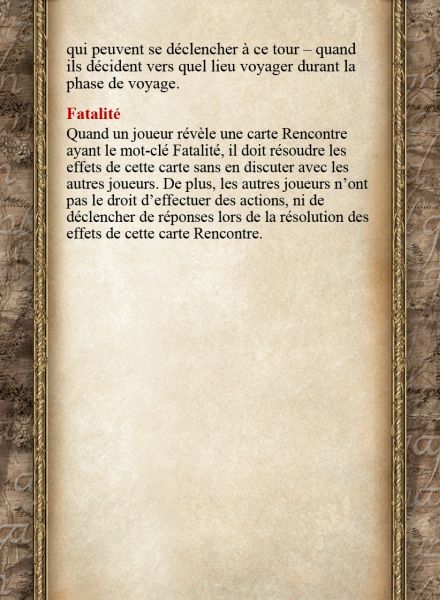 qui peuvent se déclencher à ce tour – quand
ils décident vers quel lieu voyager durant la
phase de voyage.
Fatalité
Quand un joueur révèle une carte Rencontre
ayant le mot-clé Fatalité, il doit résoudre les
effets de cette carte sans en discuter avec les
autres joueurs. De plus, les autres joueurs n’ont
pas le droit d’effectuer des actions, ni de
déclencher de réponses lors de la résolution des
effets de cette carte Rencontre.